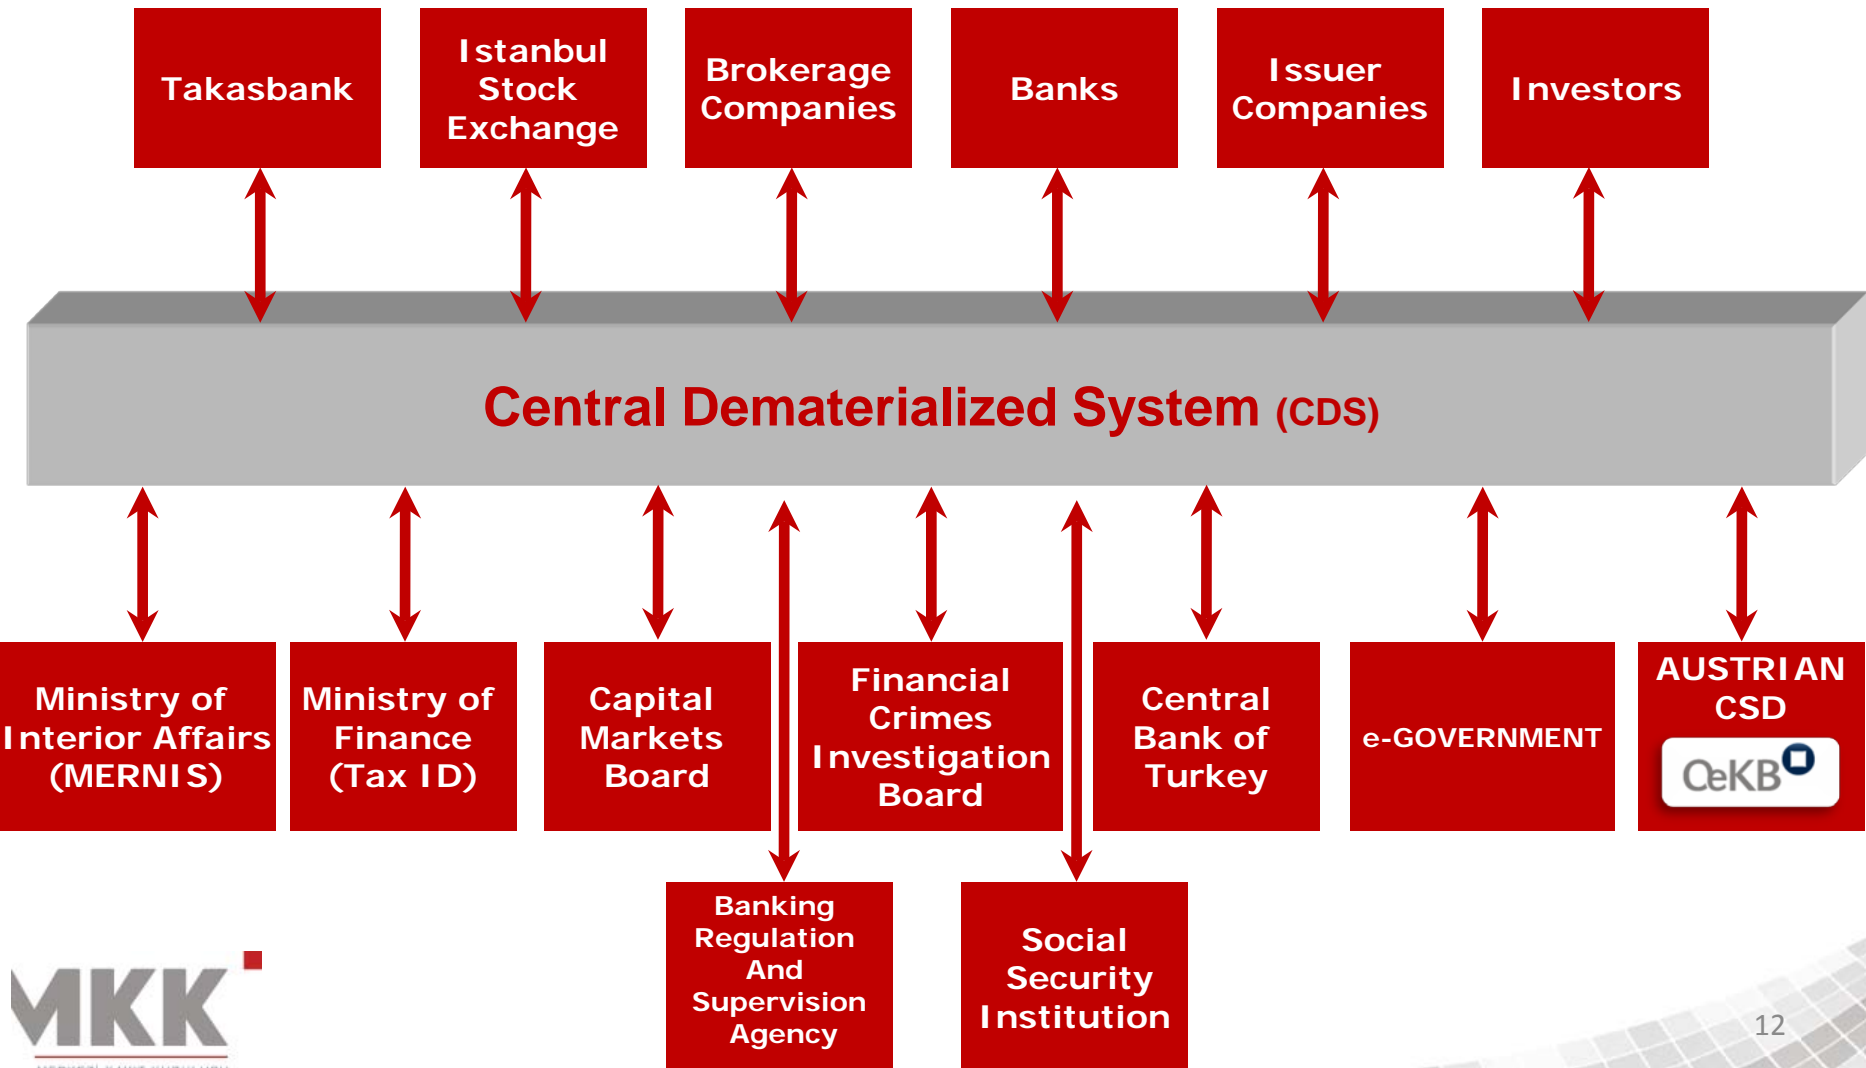 Takasbank
Istanbul
Stock
Exchange
Brokerage
Companies
Banks
Issuer
Companies
Investors
Central Dematerialized System (CDS)
Ministry of
Interior Affairs
(MERNIS)
Ministry of
Finance
(Tax ID)
Capital
Markets
Board
Financial
Crimes
Investigation
Board
Central
Bank of
Turkey
e-GOVERNMENT
AUSTRIAN
CSD
OeKB
Banking
Regulation
And
Supervision
Agency
Social
Security
Institution
MKK
12